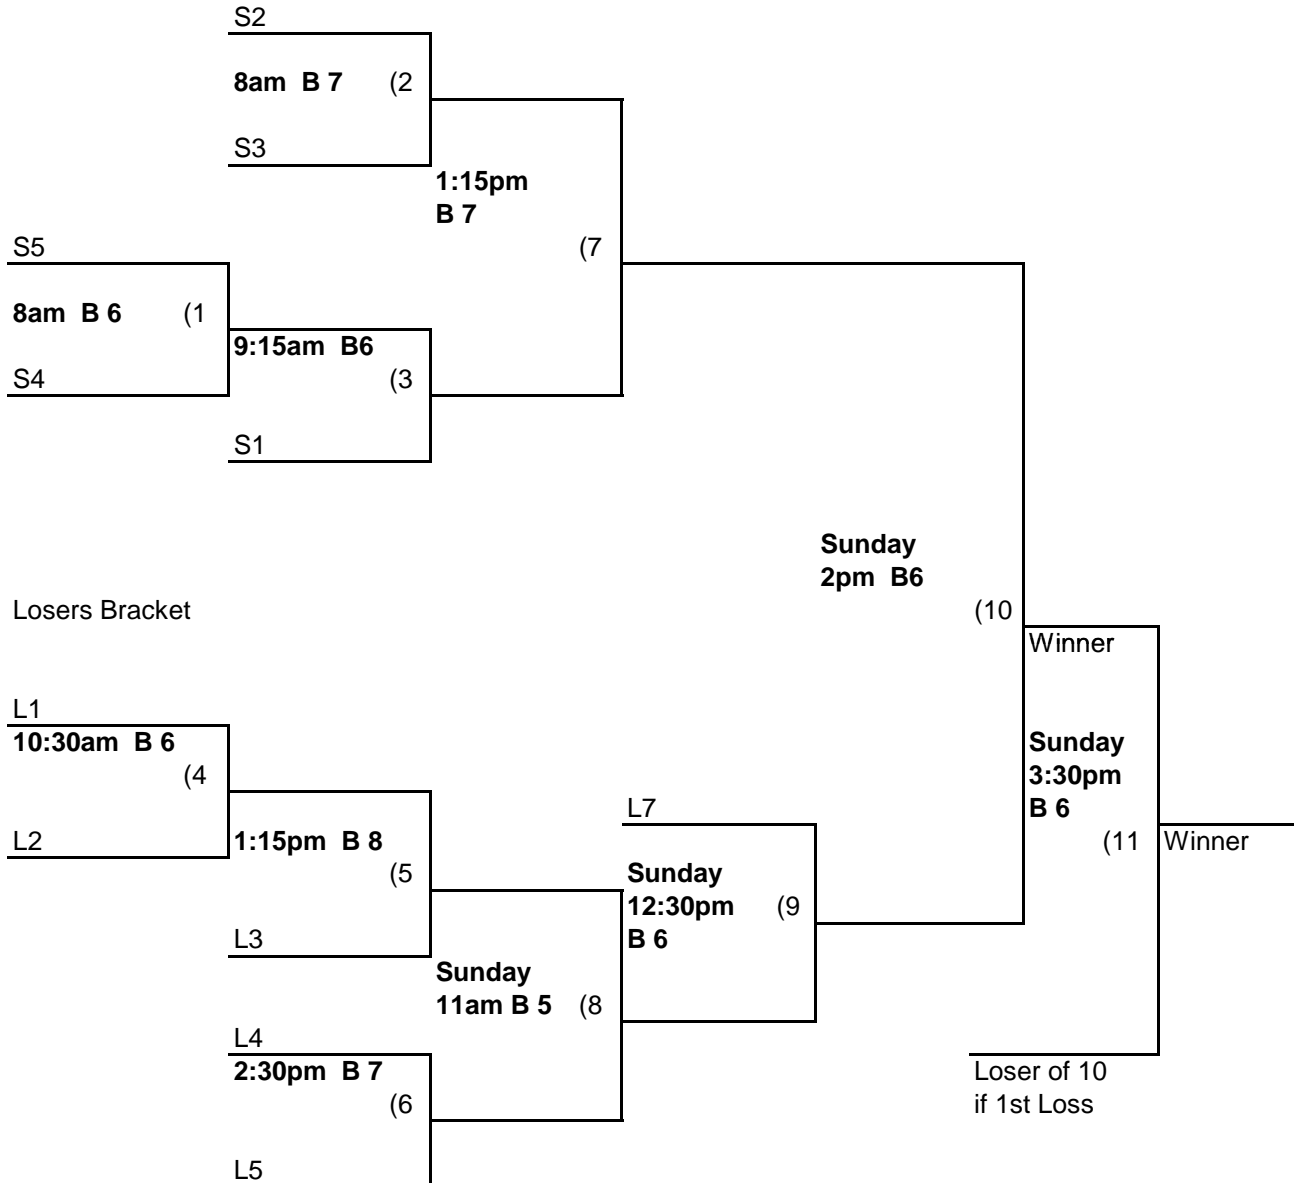 S2
8am  B 7    (2
S3
1:15pm
B 7
S5
(7
8am  B 6    (1
9:15am  B6
S4
(3
S1
Sunday
2pm  B6
Losers Bracket
(10
Winner
L1
10:30am  B 6
(4
Sunday
3:30pm
B 6
L7
L2
1:15pm  B 8
(11
Winner
(5
Sunday
12:30pm    (9
B 6
L3
Sunday
11am B 5    (8
L4
2:30pm  B 7
(6
Loser of 10
if 1st Loss
L5